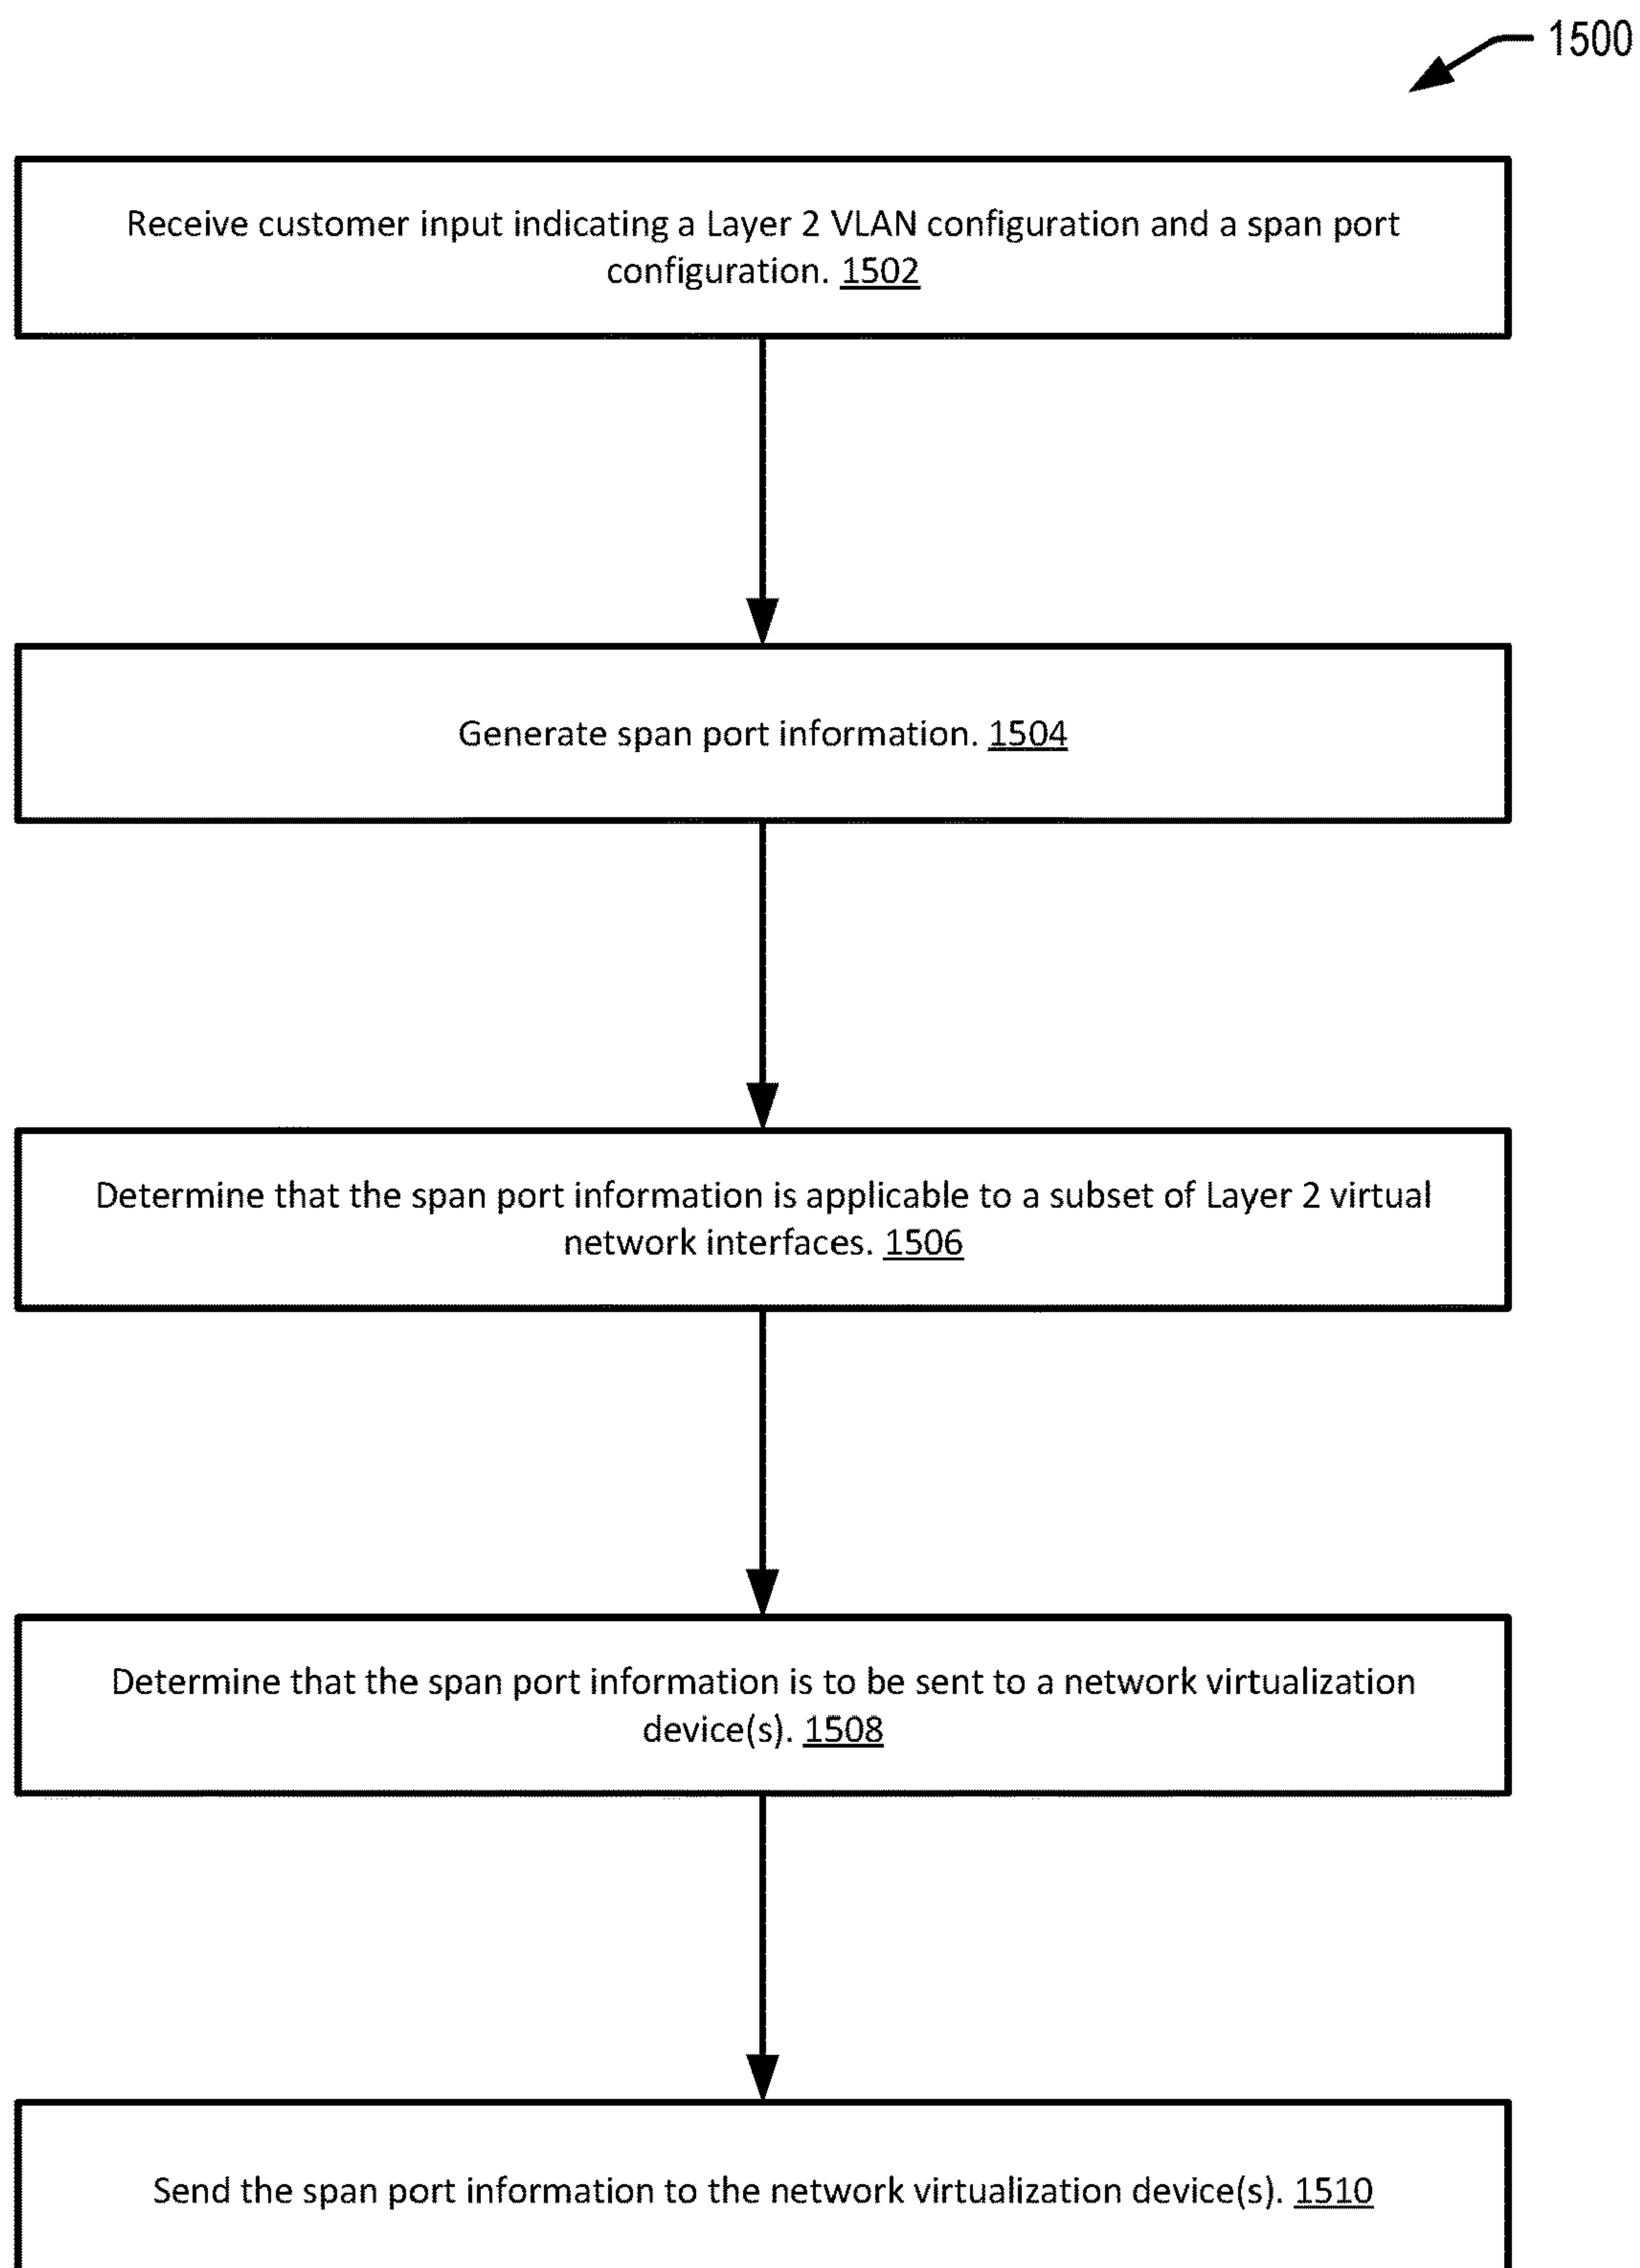 1500
Receive customer input indicating a Layer 2 VLAN configuration and a span port
configuration. 1502
Generate span port information. 1504
Determine that the span port information is applicable to a subset of Layer 2 virtual
network interfaces. 1506
Determine that the span port information is to be sent to a network virtualization
device(s). 1508
Send the span port information to the network virtualization device(s). 1510